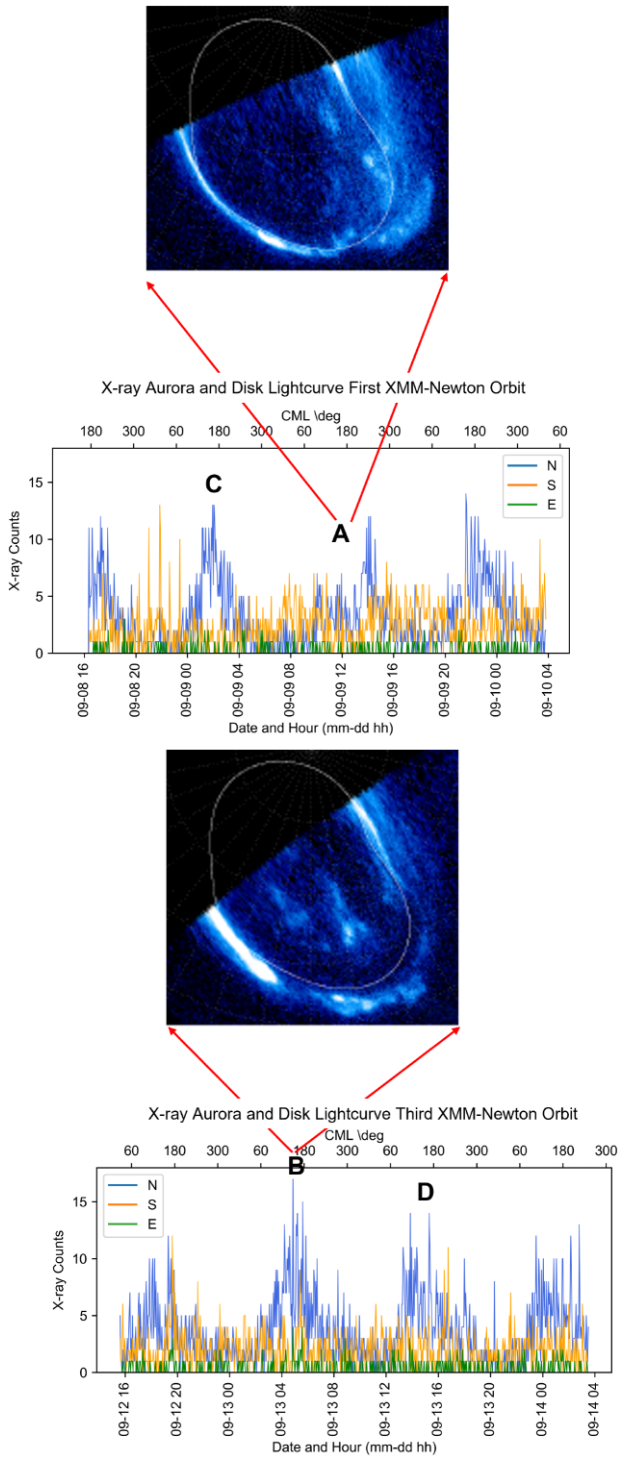 X-ray Aurora and Disk Lightcurve First XMM-Newton Orbit
CML \deg
180 300 60 180 300 60 180 300 60 180 300 60
C
A
N
S
E
X-ray Counts
15
10
5
0
09-08 16
09-08 20
09-09 00
09-09 04
09-09 08
09-09 12
09-09 16
09-09 20
09-10 00
09-10 04
Date and Hour (mm-dd hh)
X-ray Aurora and Disk Lightcurve Third XMM-Newton Orbit
CML \deg
60 180 300 60 180 300 60 180 300 60 180 300
B
D
N
S
E
X-ray Counts
15
10
5
0
09-12 16
09-12 20
09-13 00
09-13 04
09-13 08
09-13 12
09-13 16
09-13 20
09-14 00
09-14 04
Date and Hour (mm-dd hh)